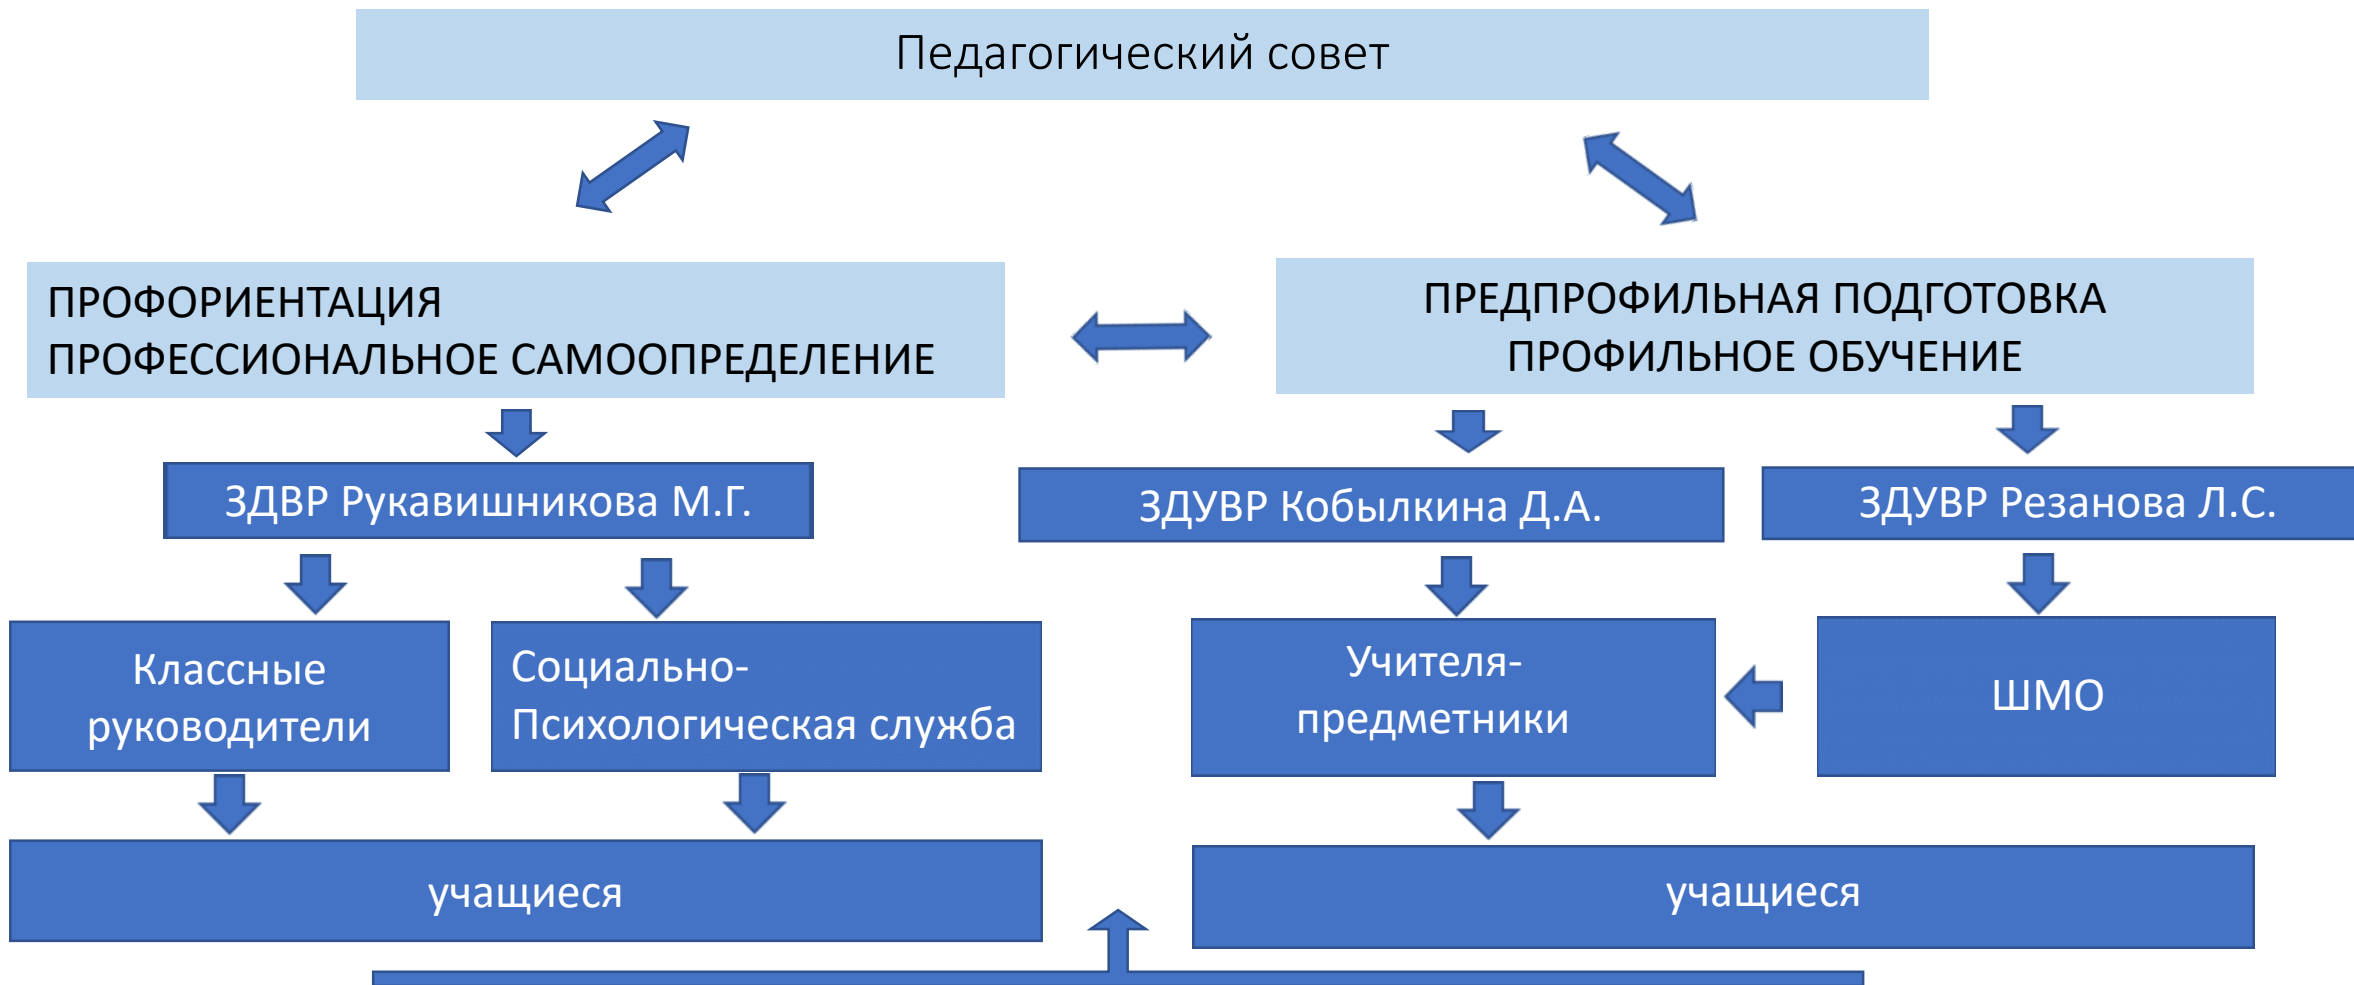 Педагогический совет
ПРОФОРИЕНТАЦИЯ
ПРОФЕССИОНАЛЬНОЕ САМООПРЕДЕЛЕНИЕ
ПРЕДПРОФИЛЬНАЯ ПОДГОТОВКА
ПРОФИЛЬНОЕ ОБУЧЕНИЕ
ЗДВР Рукавишникова М.Г.
ЗДУВР Кобылкина Д.А.
ЗДУВР Резанова Л.С.
Классные
руководители
Социально-
Психологическая служба
Учителя-
предметники
ШМО
учащиеся
учащиеся